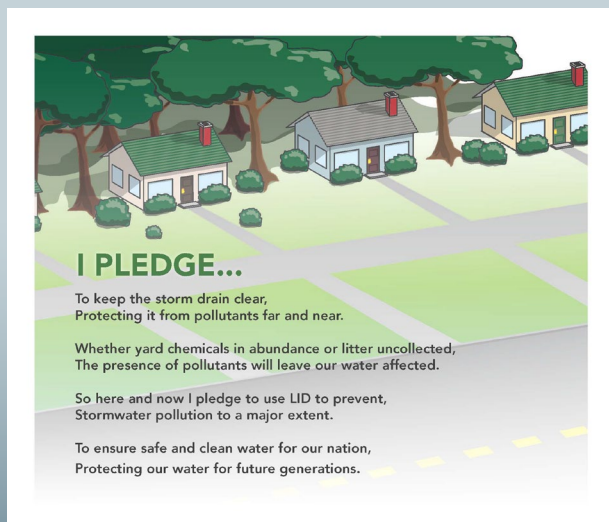 I PLEDGE...
To keep the storm drain clear,
Protecting it from pollutants far and near.
Whether yard chemicals in abundance or litter uncollected,
The presence of pollutants will leave our water affected.
So here and now I pledge to use LID to prevent,
Stormwater pollution to a major extent.
To ensure safe and clean water for our nation,
Protecting our water for future generations.